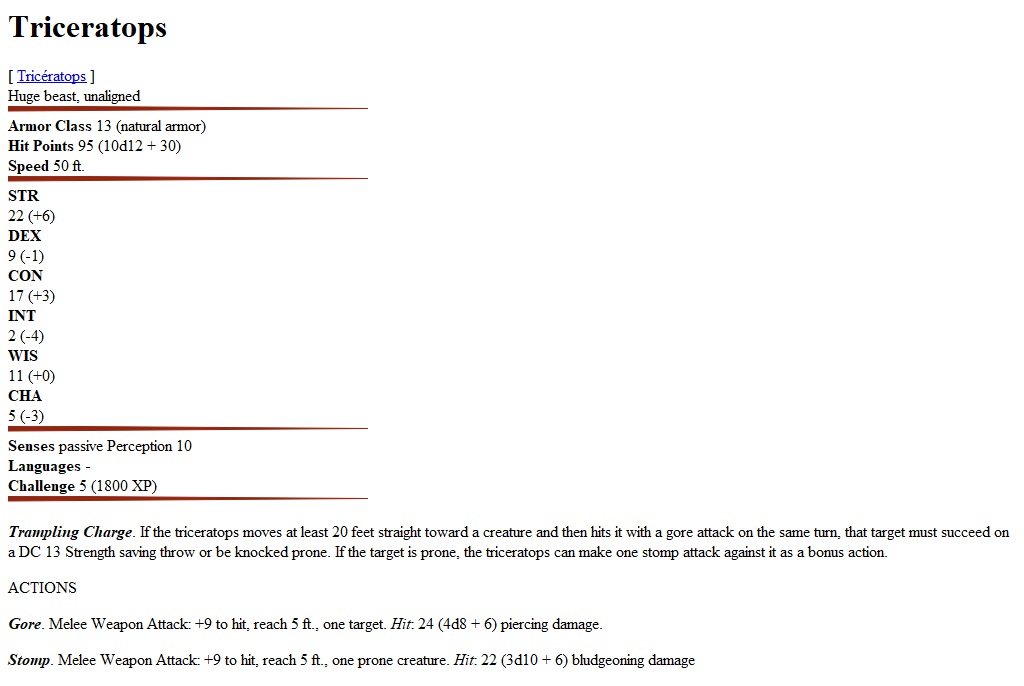 Triceratops
[ Tricératops ]
Huge beast, unaligned
Armor Class 13 (natural armor)
Hit Points 95 (10d12 + 30)
Speed 50 ft.
STR
22 (+6)
DEX
9 (-1)
CON
17 (+3)
INT
2 (-4)
WIS
11 (+0)
CHA
5 (-3)
Senses passive Perception 10
Languages -
Challenge 5 (1800 XP)
Trampling Charge. If the triceratops moves at least 20 feet straight toward a creature and then hits it with a gore attack on the same turn, that target must succeed on
a DC 13 Strength saving throw or be knocked prone. If the target is prone, the triceratops can make one stomp attack against it as a bonus action.
ACTIONS
Gore. Melee Weapon Attack: +9 to hit, reach 5 ft., one target. Hit: 24 (4d8 + 6) piercing damage.
Stomp. Melee Weapon Attack: +9 to hit, reach 5 ft., one prone creature. Hit: 22 (3d10 + 6) bludgeoning damage